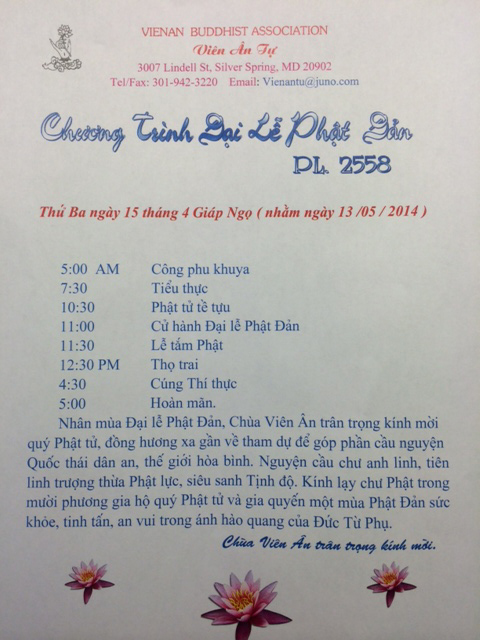 VIENAN BUDDHIST ASSOCIATION
Viên Ân Tự
3007 Lindell St, Silver Spring, MD 20902
Tel/Fax: 301-942-3220 Email: Vienantu@juno.com
Chương Trình Đại Lễ Phật Đản
PL. 2558
Thứ Ba ngày 15 tháng 4 Giáp Ngọ ( nhằm ngày 13 /05 / 2014 )
5:00 AM Công phu khuya
7:30 Tiểu thực
10:30 Phật tử tề tựu
11:00 Cử hành Đại lễ Phật Đản
11:30 Lễ tắm Phật
12:30 PM Thọ trai
4:30 Cúng Thí thực
5:00 Hoàn mãn.
Nhân mùa Đại lễ Phật Đản, Chùa Viên Ân trân trọng kính mời
quý Phật tử, đồng hương xa gần về tham dự để góp phần cầu nguyện
Quốc thái dân an, thế giới hòa bình. Nguyện cầu chư anh linh, tiên
linh trượng thừa Phật lực, siêu sanh Tịnh độ. Kính lạy chư Phật trong
mười phương gia hộ quý Phật tử và gia quyến một mùa Phật Đản sức
khỏe, tinh tấn, an vui trong ánh hào quang của Đức Từ Phụ.
Chùa Viên Ân trân trọng kính mời.